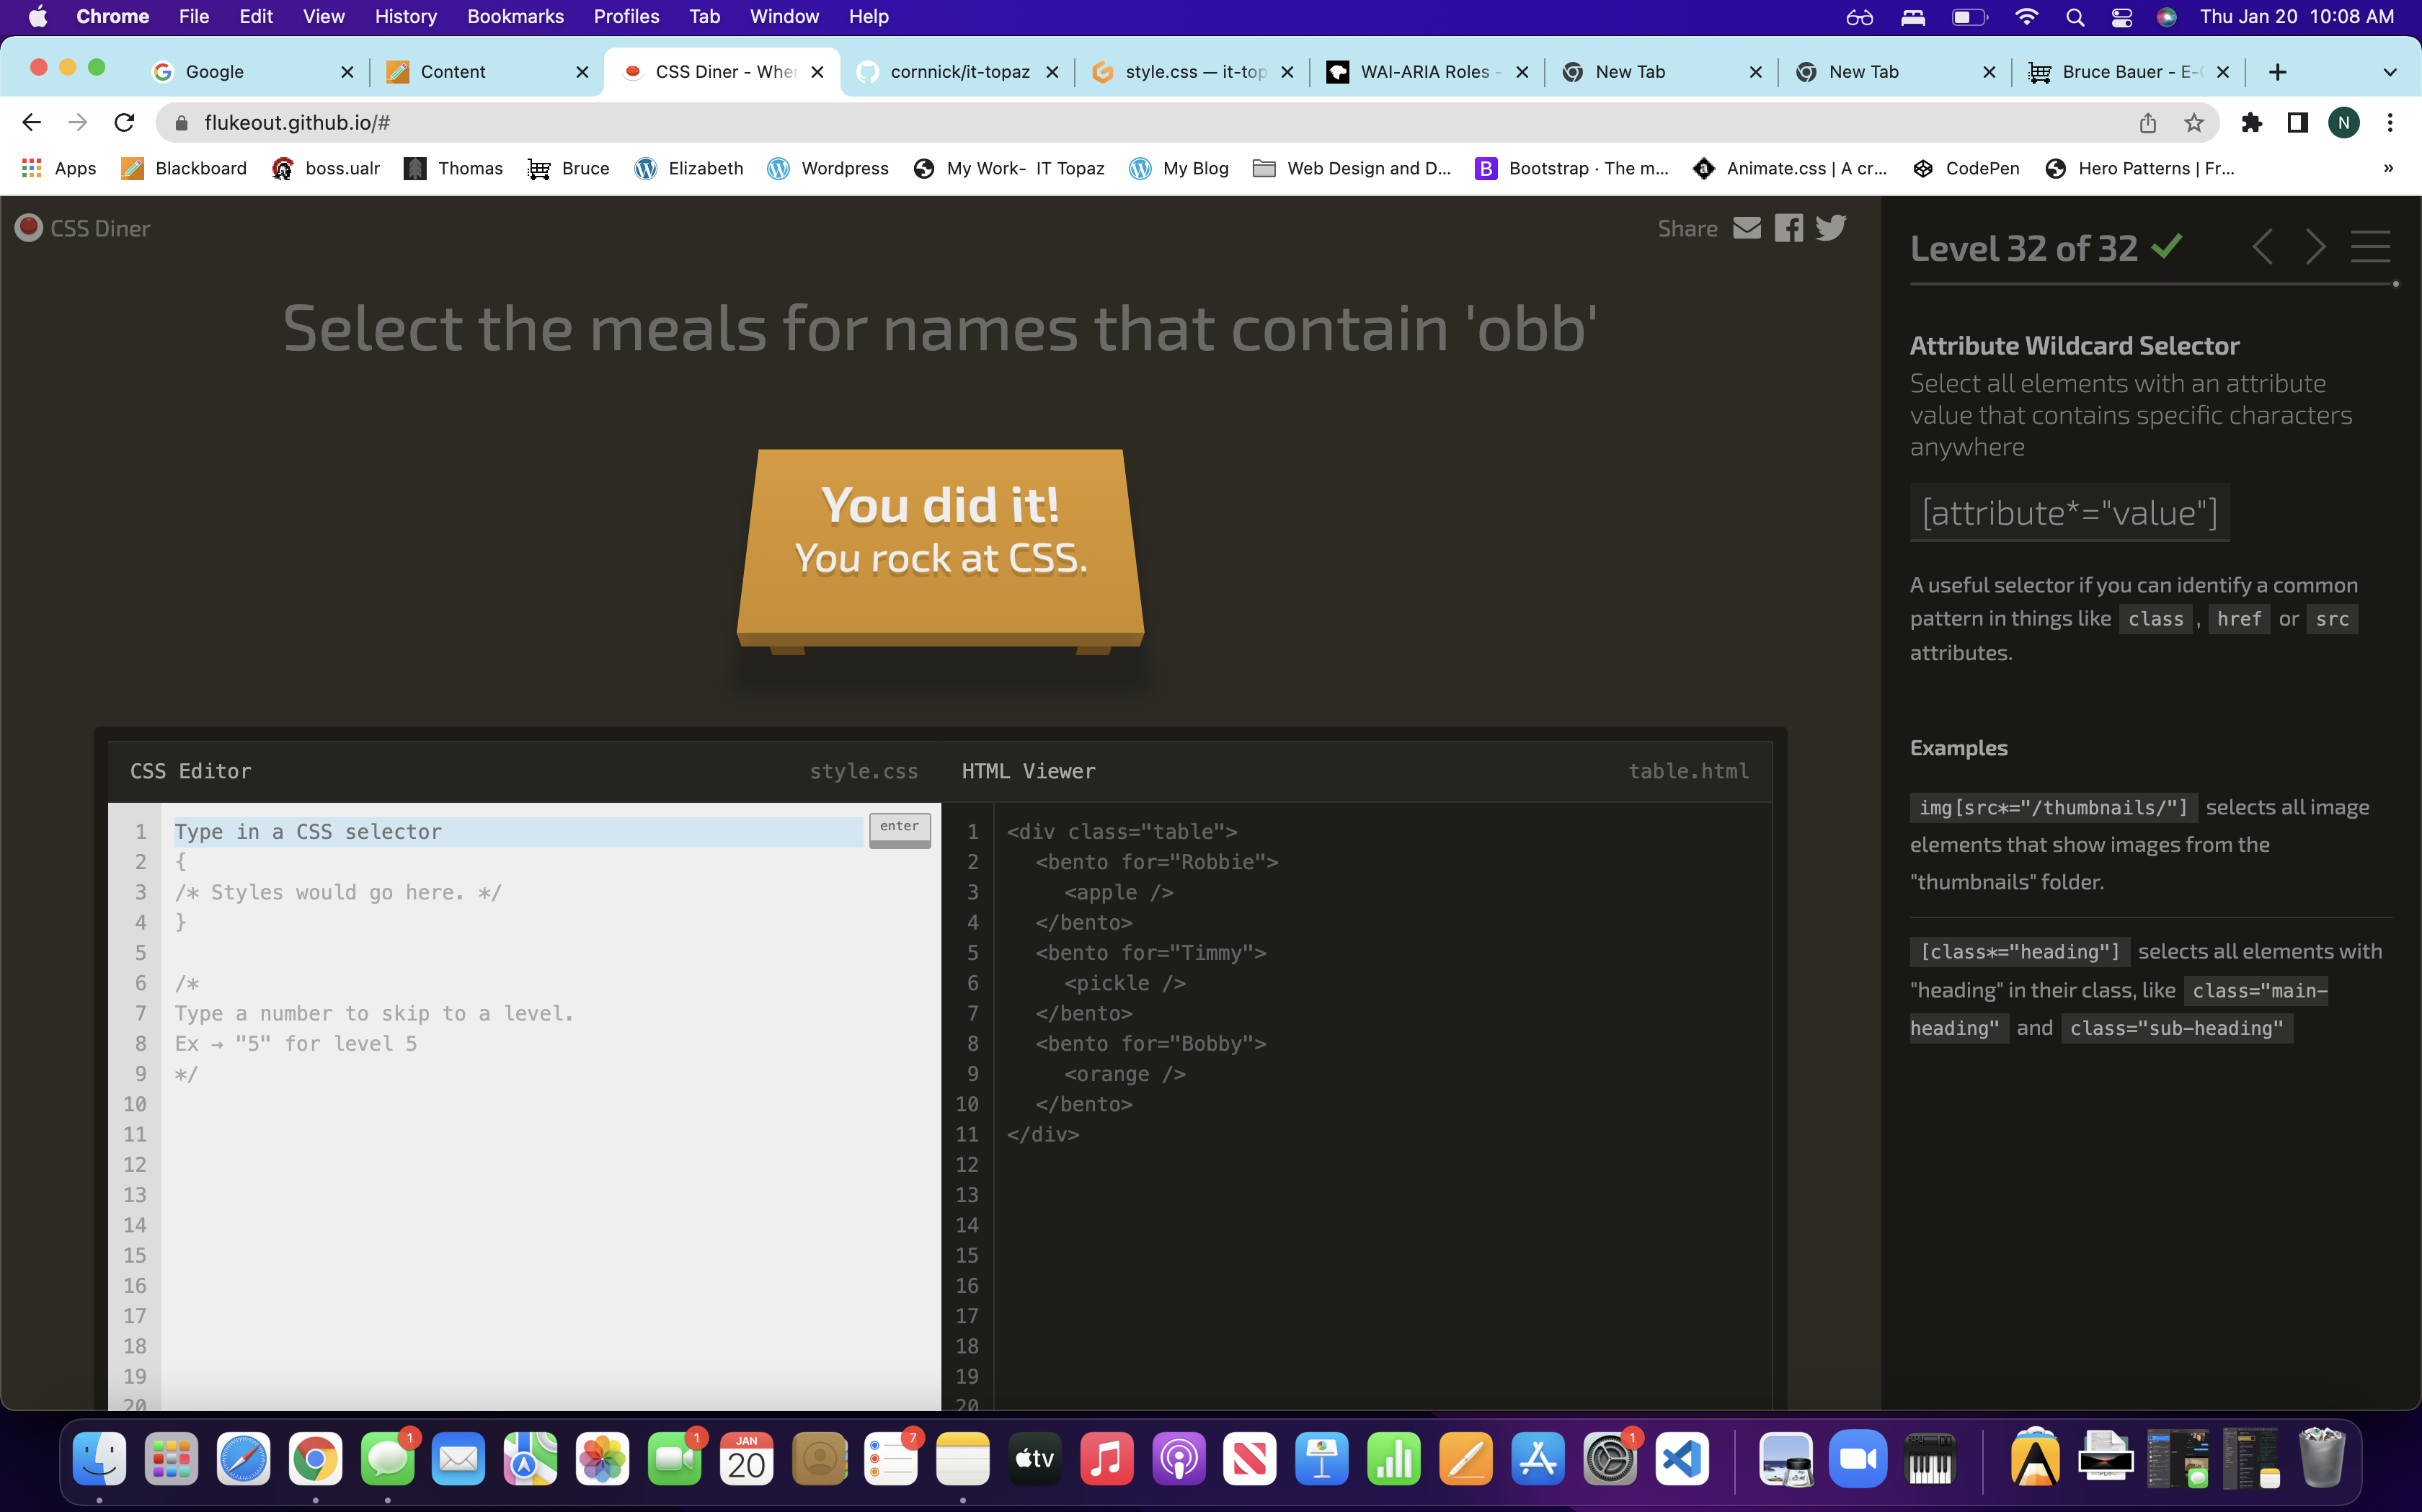 Chrome File Edit View History Bookmarks Profiles Tab Window Help Thu Jan 20 10:08 AM
Google Content CSS Diner - Wher cornnick/it-topaz style.css — it-top WAI-ARIA Roles - New Tab New Tab Bruce Bauer - E-
flukeout.github.io/# N
Apps Blackboard boss.ualr Thomas Bruce Elizabeth Wordpress My Work- IT Topaz My Blog Web Design and D... B Bootstrap · The m... Animate.css | A cr... CodePen Hero Patterns | Fr... »
CSS Diner
Share
Select the meals for names that contain 'obb'
You did it!
You rock at CSS.
CSS Editor style.css
1 Type in a CSS selector enter
2 {
3 /* Styles would go here. */
4 }
5
6 /*
7 Type a number to skip to a level.
8 Ex → "5" for level 5
9 */
10
11
12
13
14
15
16
17
18
19
20
HTML Viewer table.html
1 <div class="table">
2 <bento for="Robbie">
3 <apple />
4 </bento>
5 <bento for="Timmy">
6 <pickle />
7 </bento>
8 <bento for="Bobby">
9 <orange />
10 </bento>
11 </div>
12
13
14
15
16
17
18
19
20
Level 32 of 32
Attribute Wildcard Selector
Select all elements with an attribute
value that contains specific characters
anywhere
[attribute*="value"]
A useful selector if you can identify a common
pattern in things like class , href or src
attributes.
Examples
img[src*="/thumbnails/"] selects all image
elements that show images from the
"thumbnails" folder.
[class*="heading"] selects all elements with
"heading" in their class, like class="main-
heading" and class="sub-heading"
1 1 JAN 20 7 tv 1